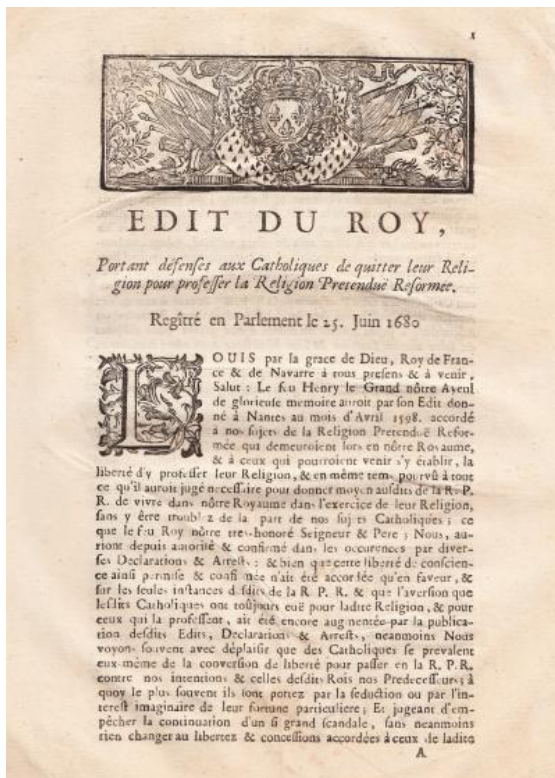 1
EDIT DU ROY,
Portant défenses aux Catholiques de quitter leur Reli-
gion pour professer la Religion Pretenduë Reformée.
Regîtré en Parlement le 25. Juin 1680
LOUIS par la grace de Dieu, Roy de Fran-
ce & de Navarre à tous presens & à venir,
Salut : Le feu Henry le Grand nôtre Ayeul
de glorieuse memoire auroit par son Edit don-
né à Nantes au mois d'Avril 1598. accordé
à nos sujets de la Religion Pretenduë Refor-
mée qui demeuroient lors en nôtre Royaume,
& à ceux qui pourroient venir s'y établir, la
liberté d'y professer leur Religion, & en même tems pourvû à tout
ce qu'il auroit jugé necessaire pour donner moyen ausdits de la R. P.
R. de vivre dans nôtre Royaume dans l'exercice de leur Religion,
sans y être troublez de la part de nos sujets Catholiques ; ce
que le feu Roy nôtre tres-honoré Seigneur & Pere ; Nous, au-
rions depuis autorisé & confirmé dans les occurences par diver-
ses Declarations & Arrests : & bien que cette liberté de conscien-
ce ainsi permise & confirmée n'ait été accordée qu'en faveur, &
sur les seules instances desdits de la R. P. R. & que l'aversion que
lesdits Catholiques ont toûjours euë pour ladite Religion, & pour
ceux qui la professent, ait été encore augmentée par la publica-
tion desdits Edits, Declarations & Arrests, neanmoins Nous
voyons souvent avec déplaisir que des Catholiques se prevalent
eux-même de la conversion de liberté pour passer en la R. P. R.
contre nos intentions & celles desdits Rois nos Predecesseurs ; à
quoy le plus souvent ils sont portez par la seduction ou par l'in-
terest imaginaire de leur fortune particuliere ; Et jugeant d'em-
pêcher la continuation d'un si grand scandale, sans neanmoins
rien changer au libertez & concessions accordées à ceux de ladite
A